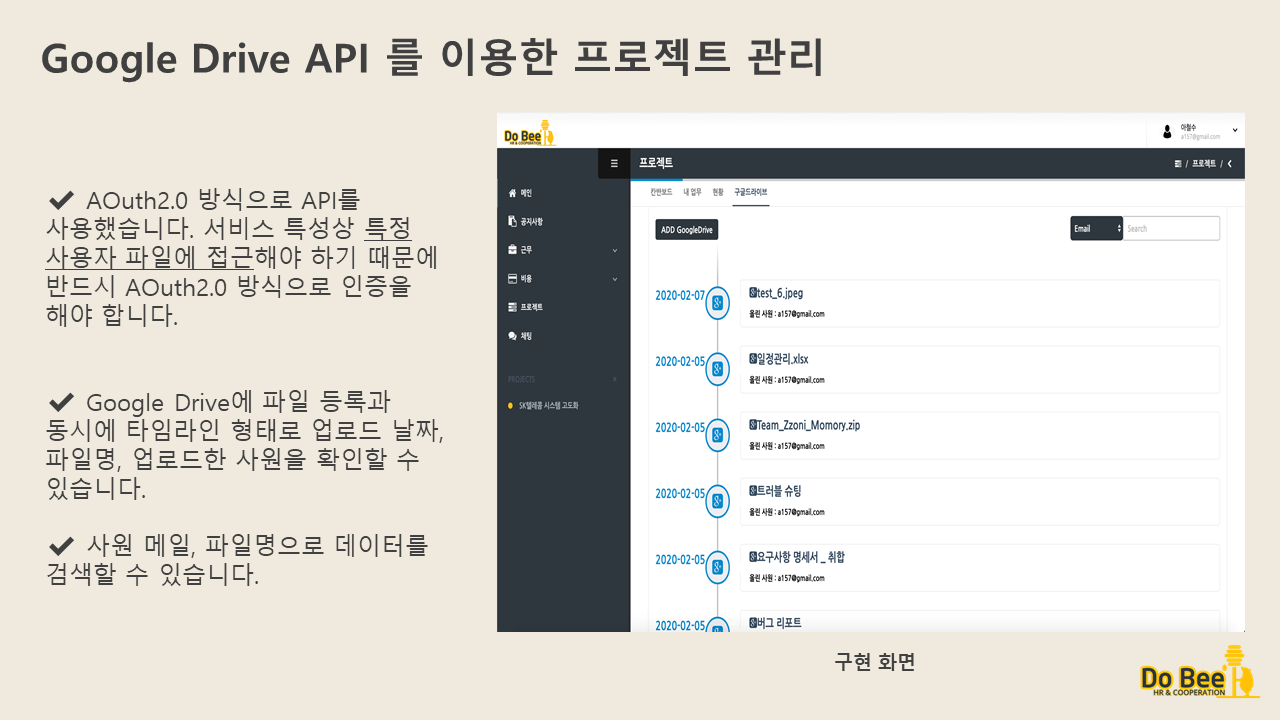 Google Drive API 를 이용한 프로젝트 관리
AOuth2.0 방식으로 API를
사용했습니다. 서비스 특성상 특정
사용자 파일에 접근해야 하기 때문에
반드시 AOuth2.0 방식으로 인증을
해야 합니다.
Google Drive에 파일 등록과
동시에 타임라인 형태로 업로드 날짜,
파일명, 업로드한 사원을 확인할 수
있습니다.
사원 메일, 파일명으로 데이터를
검색할 수 있습니다.
Do Bee
HR & COOPERATION
이철수
a157@gmail.com
프로젝트
/ 프로젝트 /
메인
공지사항
근무
비용
프로젝트
채팅
PROJECTS
SK텔레콤 시스템 고도화
칸반보드 내 업무 현황 구글드라이브
ADD GoogleDrive
Email
Search
2020-02-07
test_6.jpeg
올린 사원 : a157@gmail.com
2020-02-05
일정관리.xlsx
올린 사원 : a157@gmail.com
2020-02-05
Team_Zzoni_Momory.zip
올린 사원 : a157@gmail.com
2020-02-05
트러블 슈팅
올린 사원 : a157@gmail.com
2020-02-05
요구사항 명세서 _ 취합
올린 사원 : a157@gmail.com
2020-02-05
버그 리포트
구현 화면
Do Bee
HR & COOPERATION